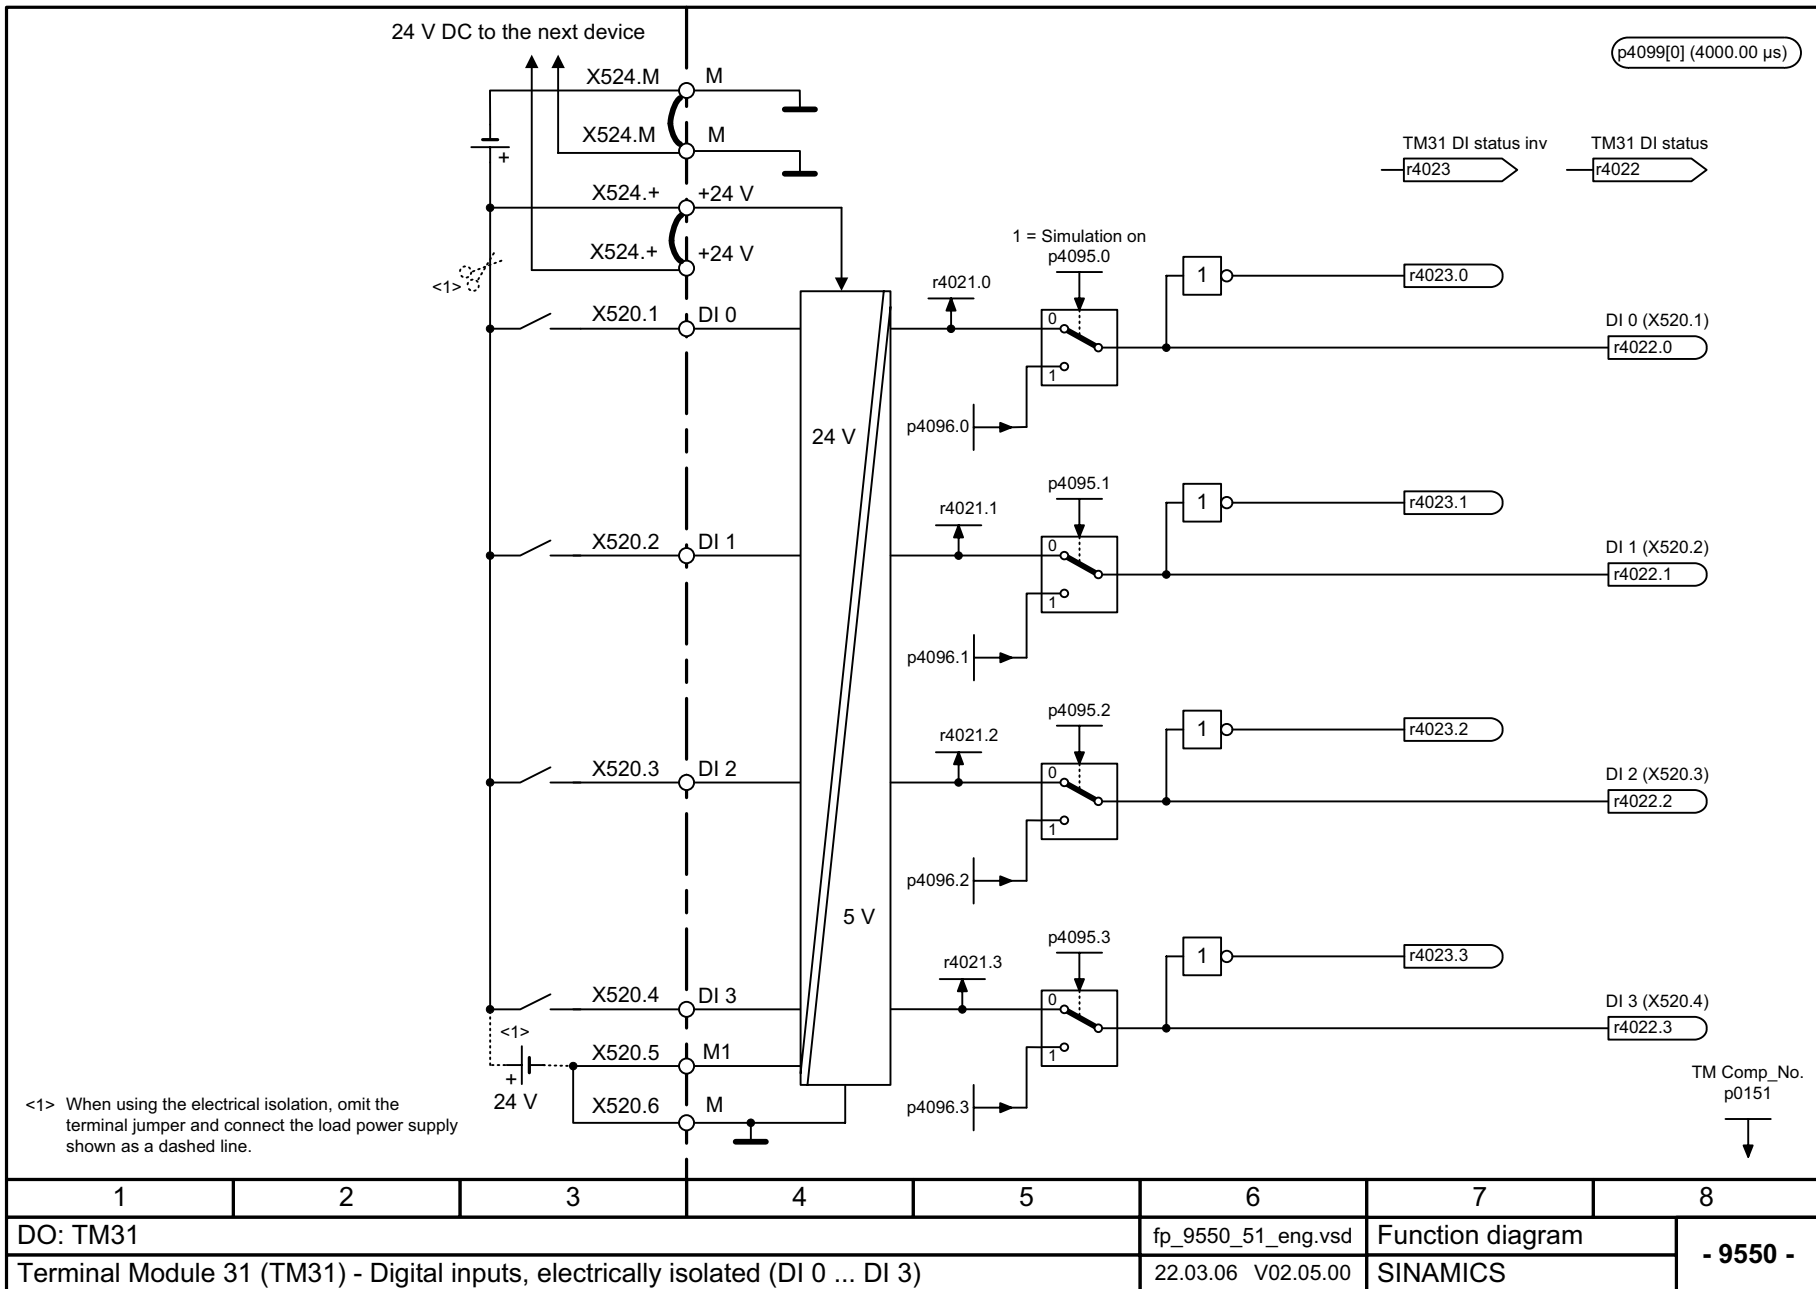 24 V DC to the next device
p4099[0] (4000.00 µs)
X524.M M
X524.M M
+
X524.+ +24 V
X524.+ +24 V
<1>
TM31 DI status inv
r4023
TM31 DI status
r4022
1 = Simulation on
p4095.0
r4021.0
X520.1 DI 0
0
1
1
r4023.0
DI 0 (X520.1)
r4022.0
p4096.0
24 V
p4095.1
r4021.1
X520.2 DI 1
0
1
1
r4023.1
DI 1 (X520.2)
r4022.1
p4096.1
p4095.2
r4021.2
X520.3 DI 2
0
1
1
r4023.2
DI 2 (X520.3)
r4022.2
p4096.2
5 V
p4095.3
r4021.3
X520.4 DI 3
0
1
1
r4023.3
DI 3 (X520.4)
r4022.3
p4096.3
<1>
+
24 V
X520.5 M1
X520.6 M
TM Comp_No.
p0151
<1> When using the electrical isolation, omit the
terminal jumper and connect the load power supply
shown as a dashed line.
1 2 3 4 5 6 7 8
DO: TM31
fp_9550_51_eng.vsd
Function diagram
- 9550 -
Terminal Module 31 (TM31) - Digital inputs, electrically isolated (DI 0 ... DI 3)
22.03.06 V02.05.00
SINAMICS